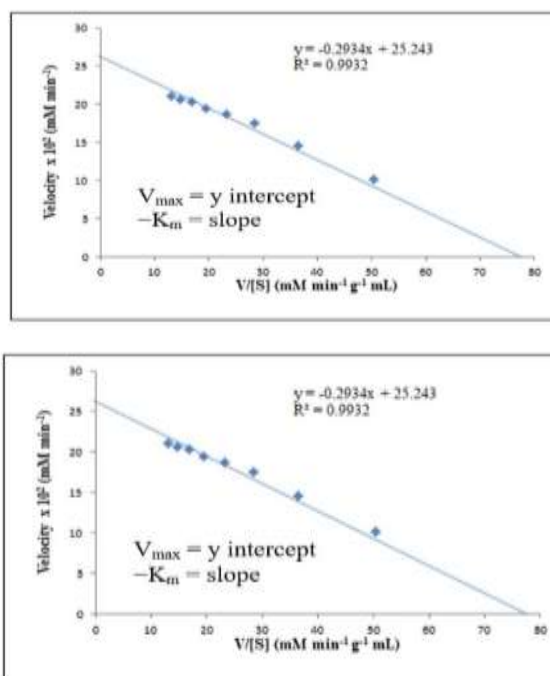 30
25
20
15
10
5
0
Velocity x 10² (mM min⁻¹)
y = -0.2934x + 25.243
R² = 0.9932
Vmax = y intercept
−Km = slope
0 10 20 30 40 50 60 70 80
V/[S] (mM min⁻¹ g⁻¹ mL)
30
25
20
15
10
5
0
Velocity x 10² (mM min⁻¹)
y = -0.2934x + 25.243
R² = 0.9932
Vmax = y intercept
−Km = slope
0 10 20 30 40 50 60 70 80
V/[S] (mM min⁻¹ g⁻¹ mL)